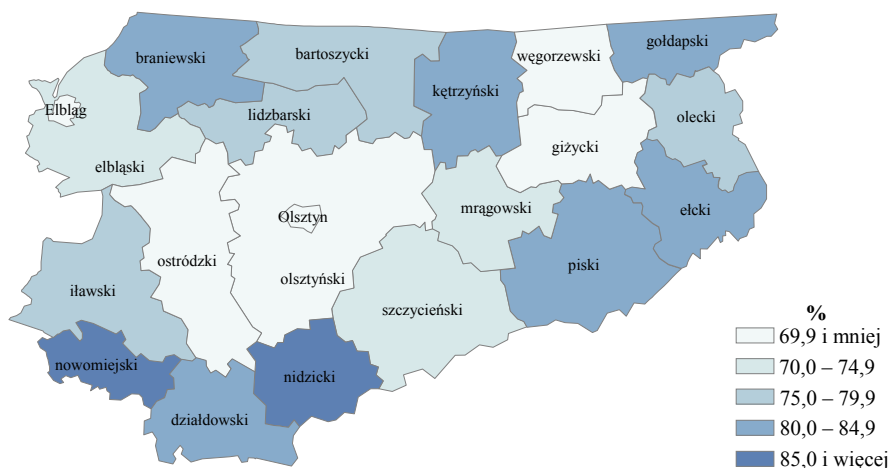 gołdapski
braniewski
bartoszycki
węgorzewski
kętrzyński
Elbląg
lidzbarski
olecki
giżycki
elbląski
mrągowski
ełcki
Olsztyn
ostródzki
piski
olsztyński
iławski
szczycieński
nowomiejski
nidzicki
działdowski
%
69,9 i mniej
70,0 – 74,9
75,0 – 79,9
80,0 – 84,9
85,0 i więcej